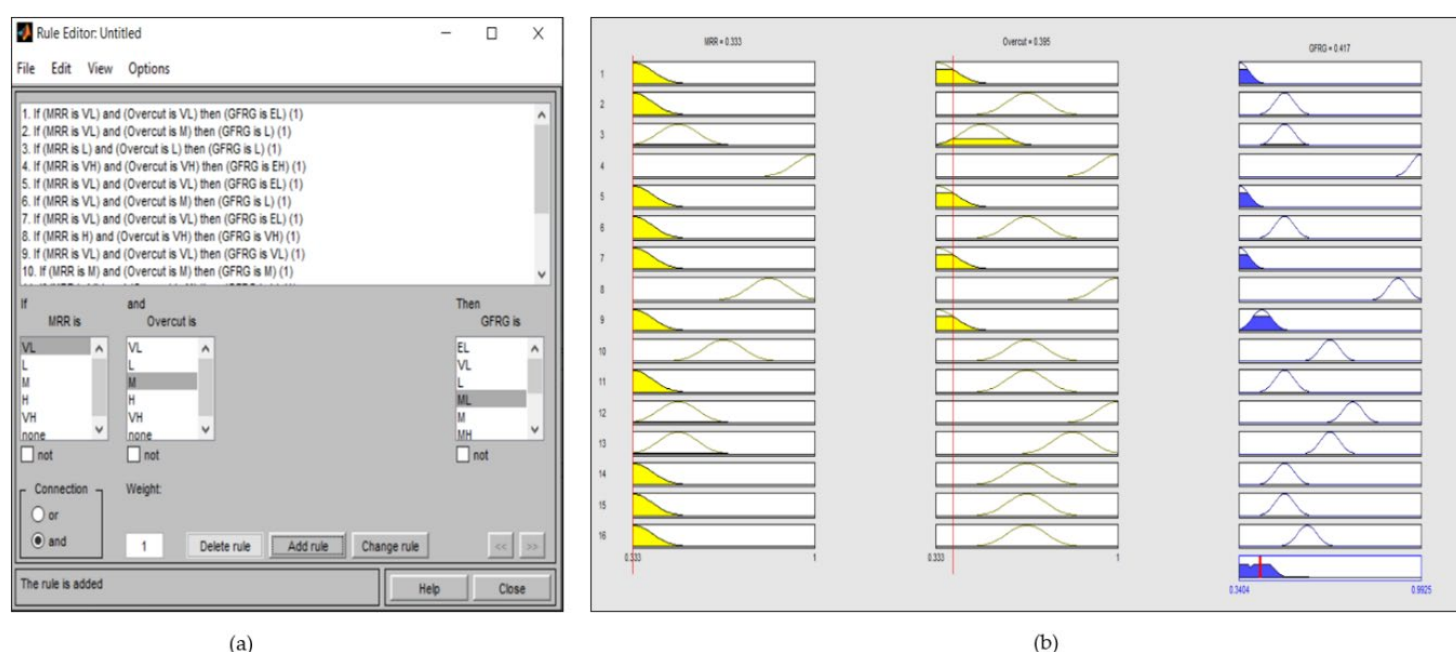 Rule Editor: Untitled
File Edit View Options
1. If (MRR is VL) and (Overcut is VL) then (GFRG is EL) (1)
2. If (MRR is VL) and (Overcut is M) then (GFRG is L) (1)
3. If (MRR is L) and (Overcut is L) then (GFRG is L) (1)
4. If (MRR is VH) and (Overcut is VH) then (GFRG is EH) (1)
5. If (MRR is VL) and (Overcut is VL) then (GFRG is EL) (1)
6. If (MRR is VL) and (Overcut is M) then (GFRG is L) (1)
7. If (MRR is VL) and (Overcut is VL) then (GFRG is EL) (1)
8. If (MRR is H) and (Overcut is VH) then (GFRG is VH) (1)
9. If (MRR is VL) and (Overcut is VL) then (GFRG is VL) (1)
10. If (MRR is M) and (Overcut is M) then (GFRG is M) (1)
If and Then
MRR is Overcut is GFRG is
VL VL EL
L L VL
M M L
H H ML
VH VH M
none none MH
not not not
Connection Weight:
or
and 1 Delete rule Add rule Change rule << >>
The rule is added Help Close
(a)
MRR = 0.333 Overcut = 0.395 GFRG = 0.417
1
2
3
4
5
6
7
8
9
10
11
12
13
14
15
16
0.333 1 0.333 1
0.3404 0.9925
(b)